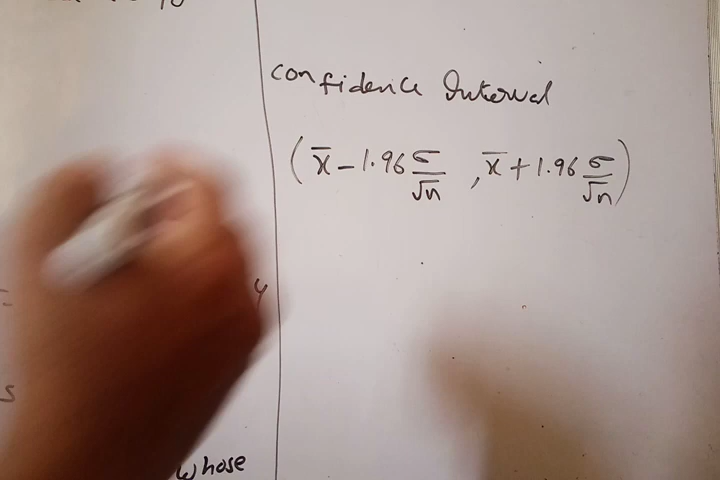 confidence Interval
(x̄ - 1.96 σ/√n , x̄ + 1.96 σ/√n)
y
s
whose